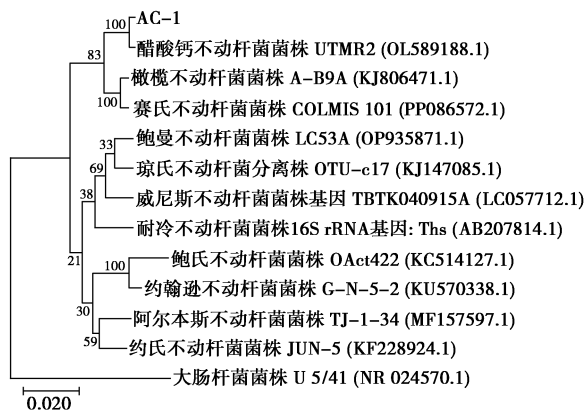 AC-1
100
醋酸钙不动杆菌菌株 UTMR2 (OL589188.1)
83
橄榄不动杆菌菌株 A-B9A (KJ806471.1)
100
赛氏不动杆菌菌株 COLMIS 101 (PP086572.1)
鲍曼不动杆菌菌株 LC53A (OP935871.1)
33
琼氏不动杆菌分离株 OTU-c17 (KJ147085.1)
69
威尼斯不动杆菌菌株基因 TBTK040915A (LC057712.1)
38
耐冷不动杆菌菌株16S rRNA基因: Ths (AB207814.1)
21
鲍氏不动杆菌菌株 OAct422 (KC514127.1)
100
约翰逊不动杆菌菌株 G-N-5-2 (KU570338.1)
30
阿尔本斯不动杆菌菌株 TJ-1-34 (MF157597.1)
59
约氏不动杆菌菌株 JUN-5 (KF228924.1)
大肠杆菌菌株 U 5/41 (NR 024570.1)
0.020